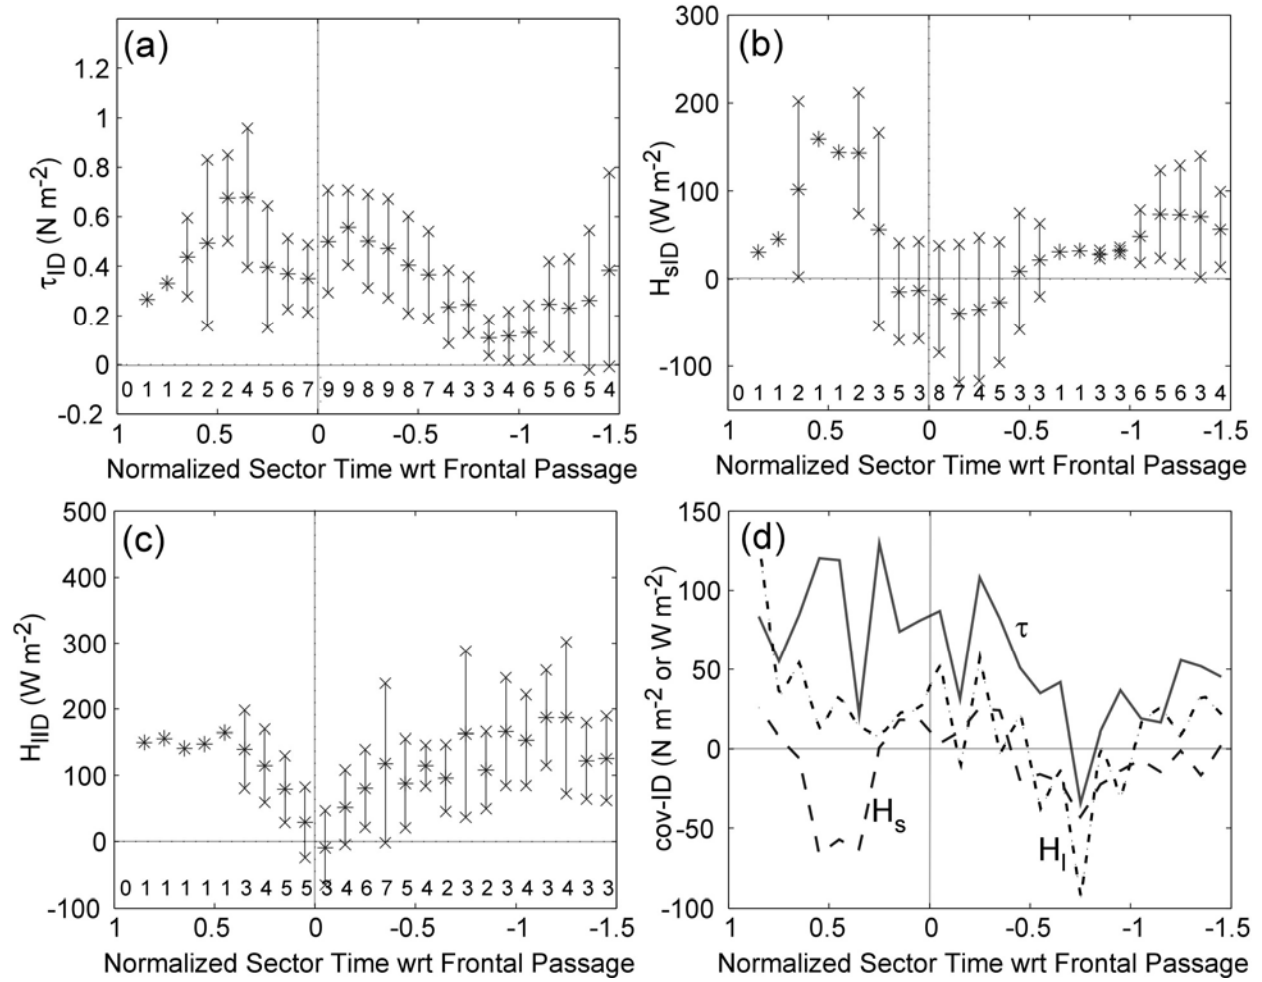 (a)
τID (N m-2)
1.2
1
0.8
0.6
0.4
0.2
0
-0.2
0 1 1 2 2 2 4 5 6 7 9 9 8 9 8 7 4 3 3 4 6 5 6 5 4
1 0.5 0 -0.5 -1 -1.5
Normalized Sector Time wrt Frontal Passage
(b)
HsID (W m-2)
300
200
100
0
-100
0 1 1 2 1 1 2 3 5 3 8 7 4 5 3 3 1 1 3 3 6 5 6 3 4
1 0.5 0 -0.5 -1 -1.5
Normalized Sector Time wrt Frontal Passage
(c)
HlID (W m-2)
500
400
300
200
100
0
-100
0 1 1 1 1 1 3 4 5 5 3 4 6 7 5 4 2 3 2 3 4 3 4 3 3
1 0.5 0 -0.5 -1 -1.5
Normalized Sector Time wrt Frontal Passage
(d)
cov-ID (N m-2 or W m-2)
150
100
50
0
-50
-100
τ
Hs
Hl
1 0.5 0 -0.5 -1 -1.5
Normalized Sector Time wrt Frontal Passage